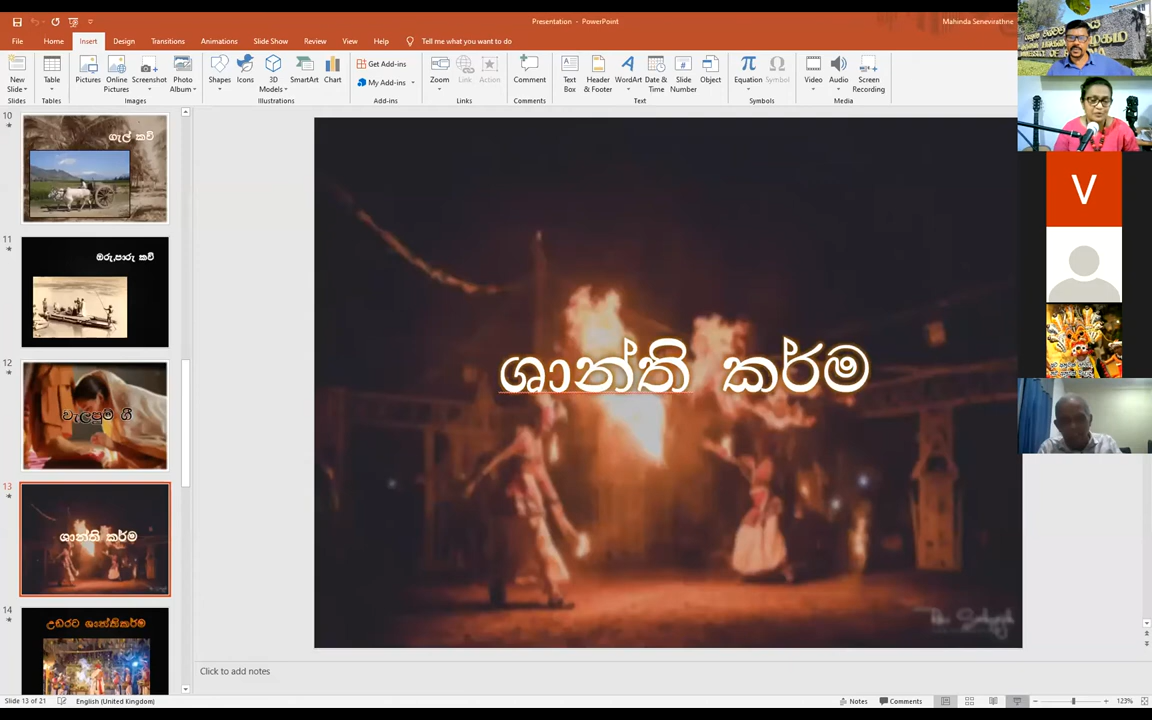 Presentation - PowerPoint
Mahinda Senevirathne
File Home Insert Design Transitions Animations Slide Show Review View Help Tell me what you want to do
New Slide
Slides
Table
Tables
Pictures
Online Pictures
Screenshot
Photo Album
Images
Shapes
Icons
3D Models
SmartArt
Chart
Illustrations
Get Add-ins
My Add-ins
Add-ins
Zoom
Link
Action
Links
Comment
Comments
Text Box
Header & Footer
WordArt
Date & Time
Slide Number
Object
Text
Equation
Symbol
Symbols
Video
Audio
Screen Recording
Media
10
ගැල් කවි
11
ඔරු,පාරු කවි
12
වැලපුම් ගී
13
ශාන්ති කර්ම
14
උඩරට ශාන්තිකර්ම
ශාන්ති කර්ම
V
Click to add notes
Slide 13 of 21
English (United Kingdom)
Notes
Comments
123%